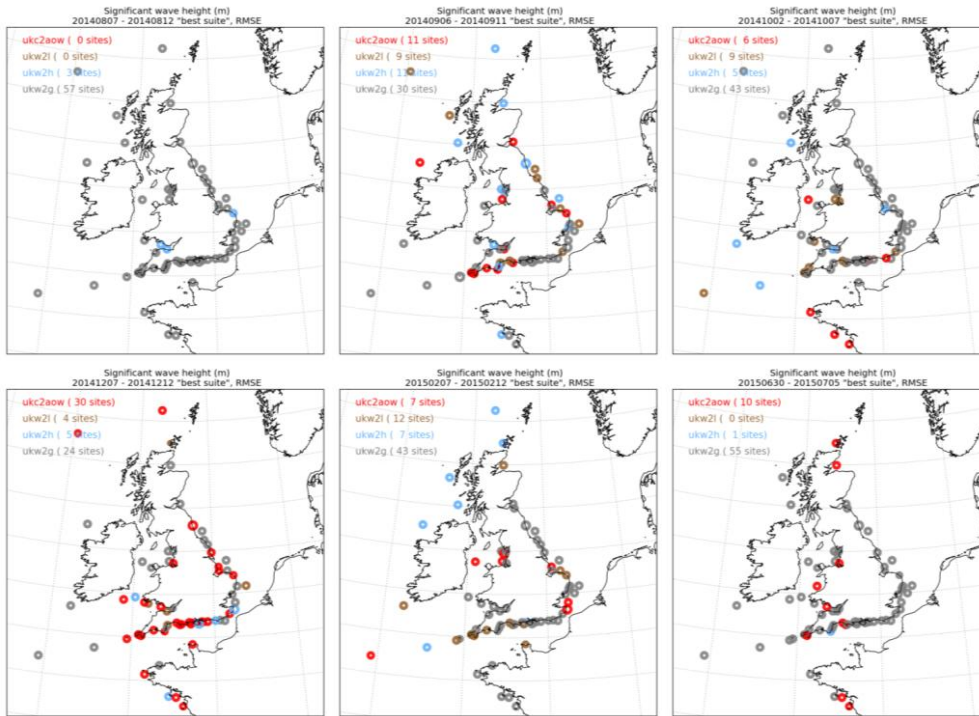 Significant wave height (m)
20140807 - 20140812 "best suite", RMSE
ukc2aow ( 0 sites)
ukw2l ( 0 sites)
ukw2h ( 3 sites)
ukw2g ( 57 sites)
Significant wave height (m)
20140906 - 20140911 "best suite", RMSE
ukc2aow ( 11 sites)
ukw2l ( 9 sites)
ukw2h ( 11 sites)
ukw2g ( 30 sites)
Significant wave height (m)
20141002 - 20141007 "best suite", RMSE
ukc2aow ( 6 sites)
ukw2l ( 9 sites)
ukw2h ( 5 sites)
ukw2g ( 43 sites)
Significant wave height (m)
20141207 - 20141212 "best suite", RMSE
ukc2aow ( 30 sites)
ukw2l ( 4 sites)
ukw2h ( 5 sites)
ukw2g ( 24 sites)
Significant wave height (m)
20150207 - 20150212 "best suite", RMSE
ukc2aow ( 7 sites)
ukw2l ( 12 sites)
ukw2h ( 7 sites)
ukw2g ( 43 sites)
Significant wave height (m)
20150630 - 20150705 "best suite", RMSE
ukc2aow ( 10 sites)
ukw2l ( 0 sites)
ukw2h ( 1 sites)
ukw2g ( 55 sites)